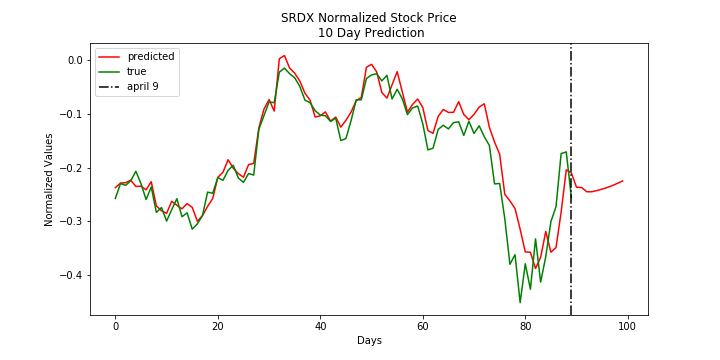 SRDX Normalized Stock Price
10 Day Prediction
predicted
true
april 9
Normalized Values
0.0
−0.1
−0.2
−0.3
−0.4
0
20
40
60
80
100
Days